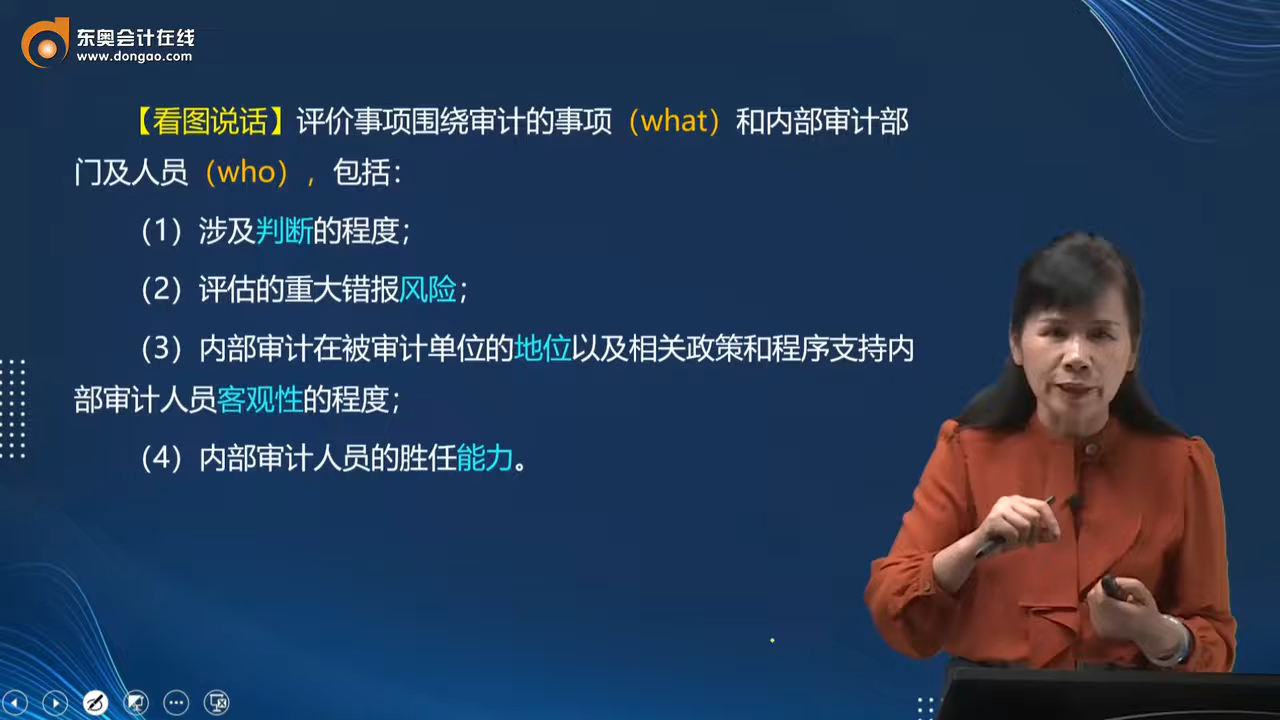 东奥会计在线
www.dongao.com
【看图说话】评价事项围绕审计的事项（what）和内部审计部
门及人员（who），包括：
（1）涉及判断的程度；
（2）评估的重大错报风险；
（3）内部审计在被审计单位的地位以及相关政策和程序支持内
部审计人员客观性的程度；
（4）内部审计人员的胜任能力。